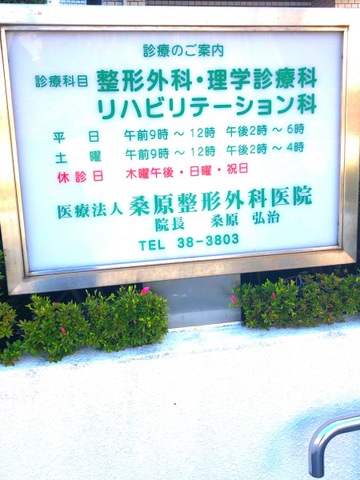 診療のご案内
診療科目 整形外科・理学診療科
リハビリテーション科
平日 午前9時～12時 午後2時～6時
土曜 午前9時～12時 午後2時～4時
休診日 木曜午後・日曜・祝日
医療法人 桑原整形外科医院
院長 桑原 弘治
TEL 38-3803